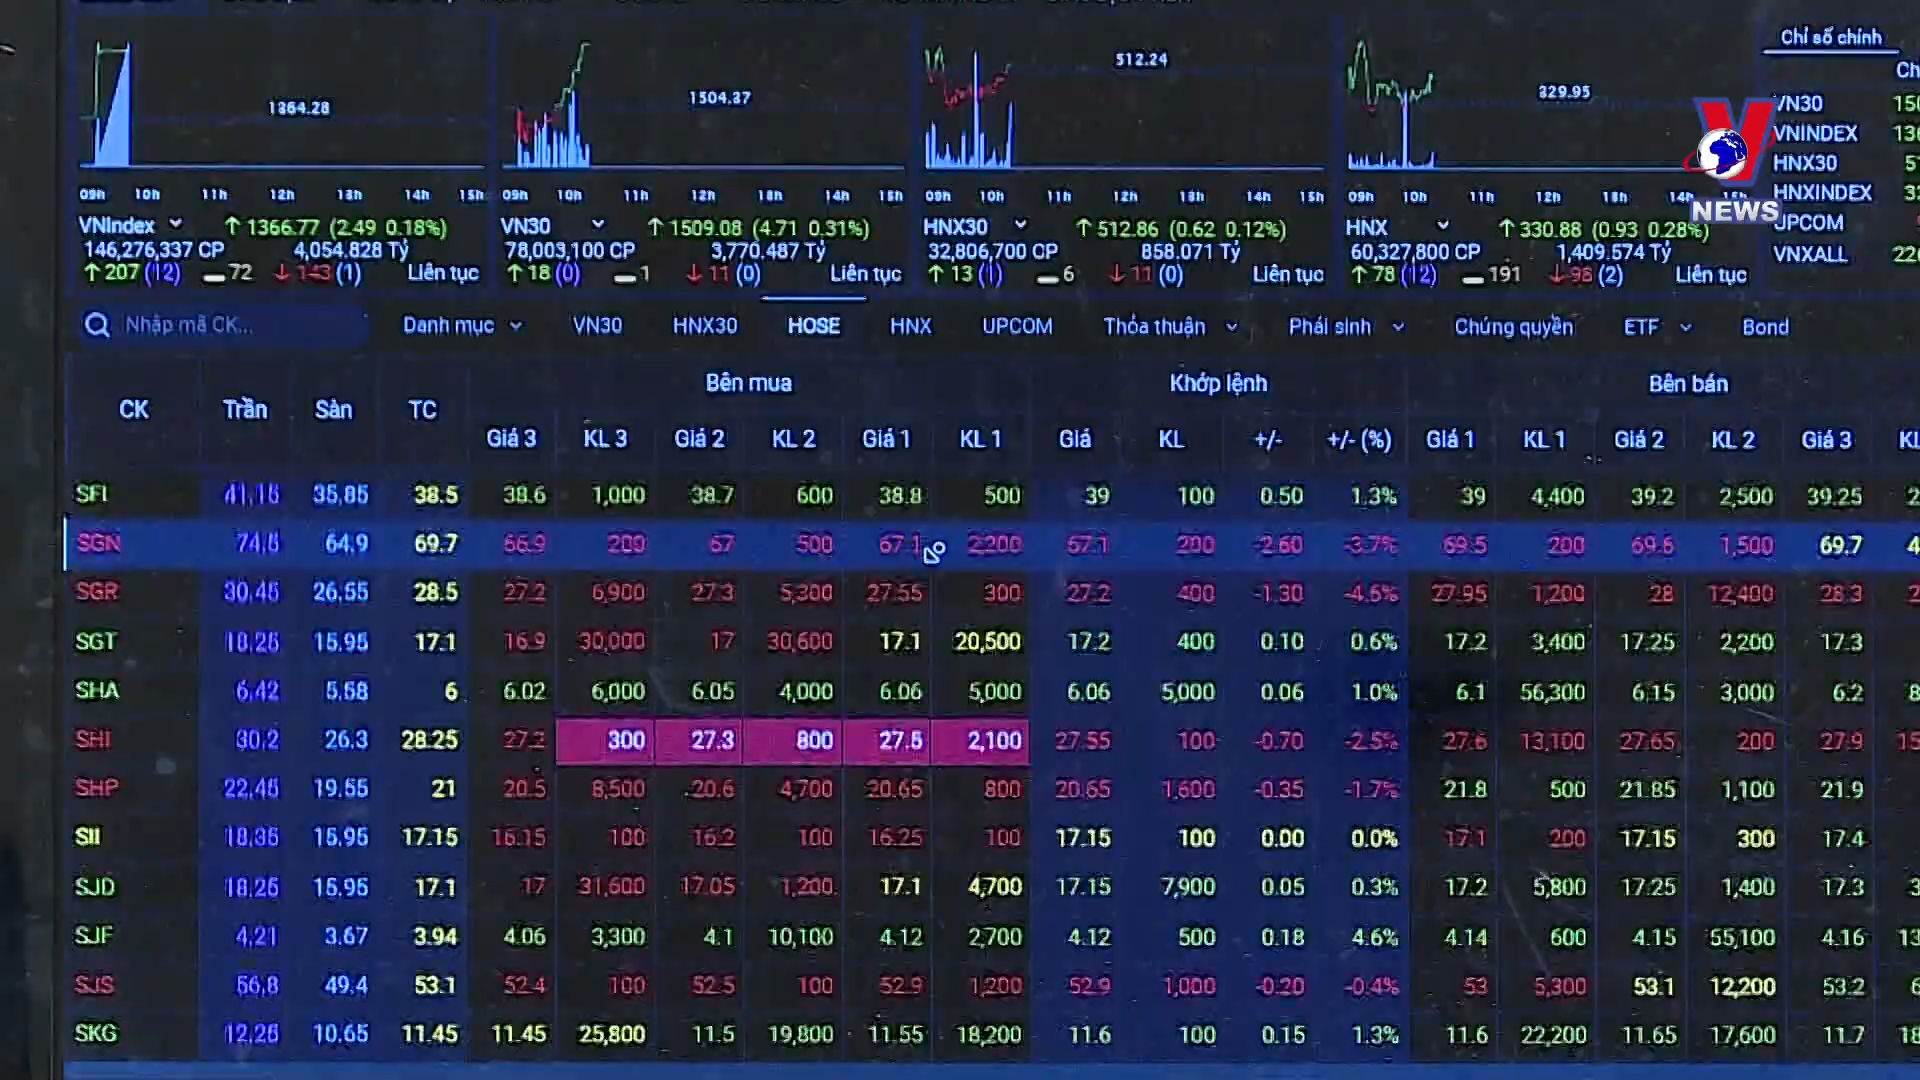 1364.28
1504.37
512.24
329.95
Chỉ số chính
VN30
VNINDEX
HNX30
HNXINDEX
UPCOM
VNXALL
NEWS
09h 10h 11h 12h 13h 14h 15h
09h 10h 11h 12h 13h 14h 15h
09h 10h 11h 12h 13h 14h 15h
09h 10h 11h 12h 13h 14h 15h
VNIndex ↑1366.77 (2.49 0.18%)
146,276,337 CP 4,054.828 Tỷ
↑207 (12) 72 ↓143 (1) Liên tục
VN30 ↑1509.08 (4.71 0.31%)
78,003,100 CP 3,770.487 Tỷ
↑18 (0) 1 ↓11 (0) Liên tục
HNX30 ↑512.86 (0.62 0.12%)
32,806,700 CP 858.071 Tỷ
↑13 (1) 6 ↓11 (0) Liên tục
HNX ↑330.88 (0.93 0.28%)
60,327,800 CP 1,409.574 Tỷ
↑78 (12) 191 ↓98 (2) Liên tục
Nhập mã CK... Danh mục VN30 HNX30 HOSE HNX UPCOM Thỏa thuận Phái sinh Chứng quyền ETF Bond
Bên mua Khớp lệnh Bên bán
CK Trần Sàn TC
Giá 3 KL 3 Giá 2 KL 2 Giá 1 KL 1 Giá KL +/- +/- (%) Giá 1 KL 1 Giá 2 KL 2 Giá 3
SFI 41.15 35.85 38.5 38.6 1,000 38.7 600 38.8 500 39 100 0.50 1.3% 39 4,400 39.2 2,500 39.25
SGN 74.5 64.9 69.7 66.9 200 67 500 67.1 2,200 67.1 200 -2.60 -3.7% 69.5 200 69.6 1,500 69.7
SGR 30.45 26.55 28.5 27.2 6,900 27.3 5,300 27.55 300 27.2 400 -1.30 -4.6% 27.95 1,200 28 12,400 28.3
SGT 18.25 15.95 17.1 16.9 30,000 17 30,600 17.1 20,500 17.2 400 0.10 0.6% 17.2 3,400 17.25 2,200 17.3
SHA 6.42 5.58 6 6.02 6,000 6.05 4,000 6.06 5,000 6.06 5,000 0.06 1.0% 6.1 56,300 6.15 3,000 6.2
SHI 30.2 26.3 28.25 27.2 300 27.3 800 27.5 2,100 27.55 100 -0.70 -2.5% 27.6 13,100 27.65 200 27.9
SHP 22.45 19.55 21 20.5 8,500 20.6 4,700 20.65 800 20.65 1,600 -0.35 -1.7% 21.8 500 21.85 1,100 21.9
SII 18.35 15.95 17.15 16.15 100 16.2 100 16.25 100 17.15 100 0.00 0.0% 17.1 200 17.15 300 17.4
SJD 18.25 15.95 17.1 17 31,600 17.05 1,200 17.1 4,700 17.15 7,900 0.05 0.3% 17.2 5,800 17.25 1,400 17.3
SJF 4.21 3.67 3.94 4.06 3,300 4.1 10,100 4.12 2,700 4.12 500 0.18 4.6% 4.14 600 4.15 55,100 4.16
SJS 56.8 49.4 53.1 52.4 100 52.5 100 52.9 1,200 52.9 1,000 -0.20 -0.4% 53 5,300 53.1 12,200 53.2
SKG 12.25 10.65 11.45 11.45 25,800 11.5 19,800 11.55 18,200 11.6 100 0.15 1.3% 11.6 22,200 11.65 17,600 11.7